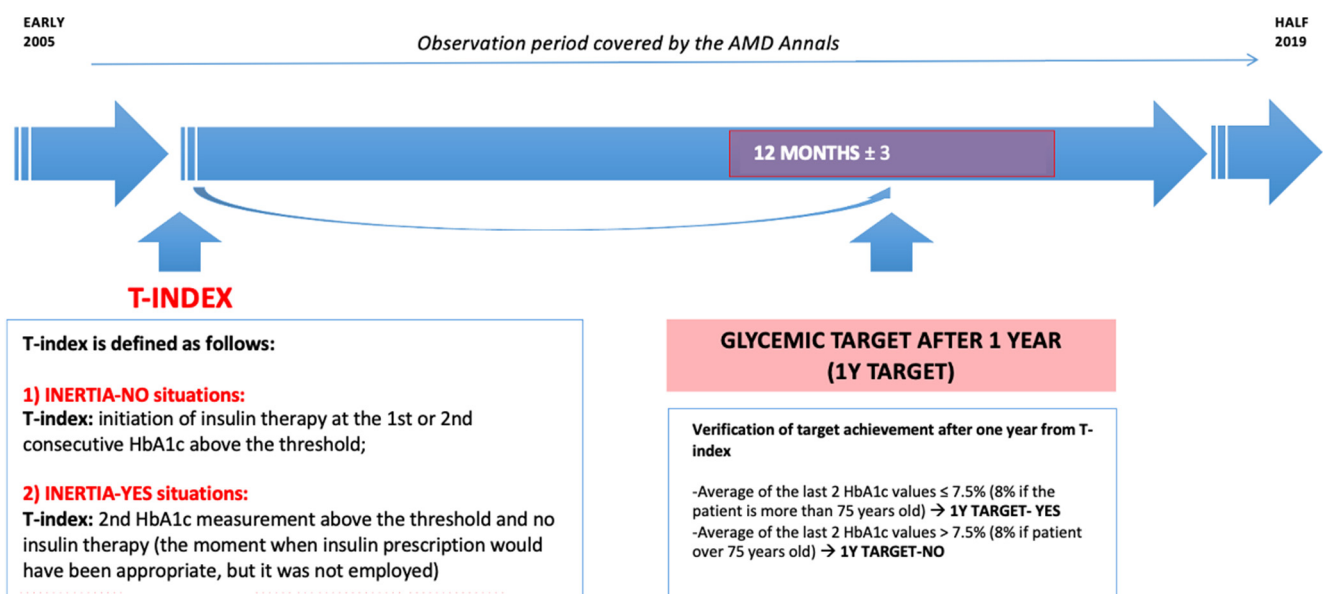 EARLY
2005
HALF
2019
Observation period covered by the AMD Annals
12 MONTHS ± 3
T-INDEX
T-index is defined as follows:
1) INERTIA-NO situations:
T-index: initiation of insulin therapy at the 1st or 2nd
consecutive HbA1c above the threshold;
2) INERTIA-YES situations:
T-index: 2nd HbA1c measurement above the threshold and no
insulin therapy (the moment when insulin prescription would
have been appropriate, but it was not employed)
GLYCEMIC TARGET AFTER 1 YEAR
(1Y TARGET)
Verification of target achievement after one year from T-
index
-Average of the last 2 HbA1c values ≤ 7.5% (8% if the
patient is more than 75 years old) → 1Y TARGET- YES
-Average of the last 2 HbA1c values > 7.5% (8% if patient
over 75 years old) → 1Y TARGET-NO